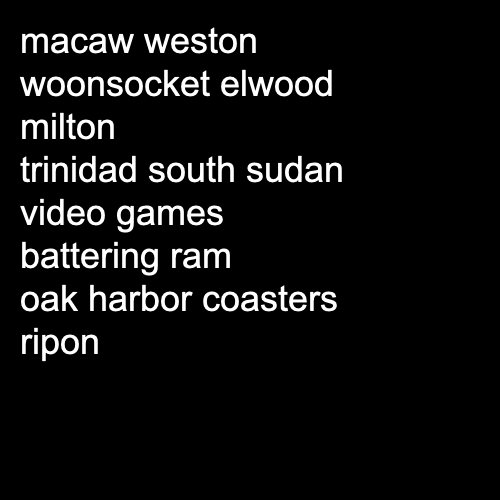 macaw weston
woonsocket elwood
milton
trinidad south sudan
video games
battering ram
oak harbor coasters
ripon